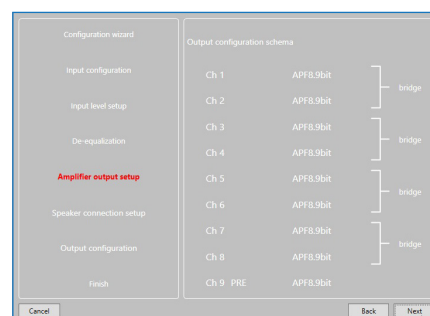 Configuration wizard
Input configuration
Input level setup
De-equalization
Amplifier output setup
Speaker connection setup
Output configuration
Finish
Output configuration schema
Ch 1 APF8.9bit
Ch 2 APF8.9bit
bridge
Ch 3 APF8.9bit
Ch 4 APF8.9bit
bridge
Ch 5 APF8.9bit
Ch 6 APF8.9bit
bridge
Ch 7 APF8.9bit
Ch 8 APF8.9bit
bridge
Ch 9 PRE APF8.9bit
Cancel Back Next